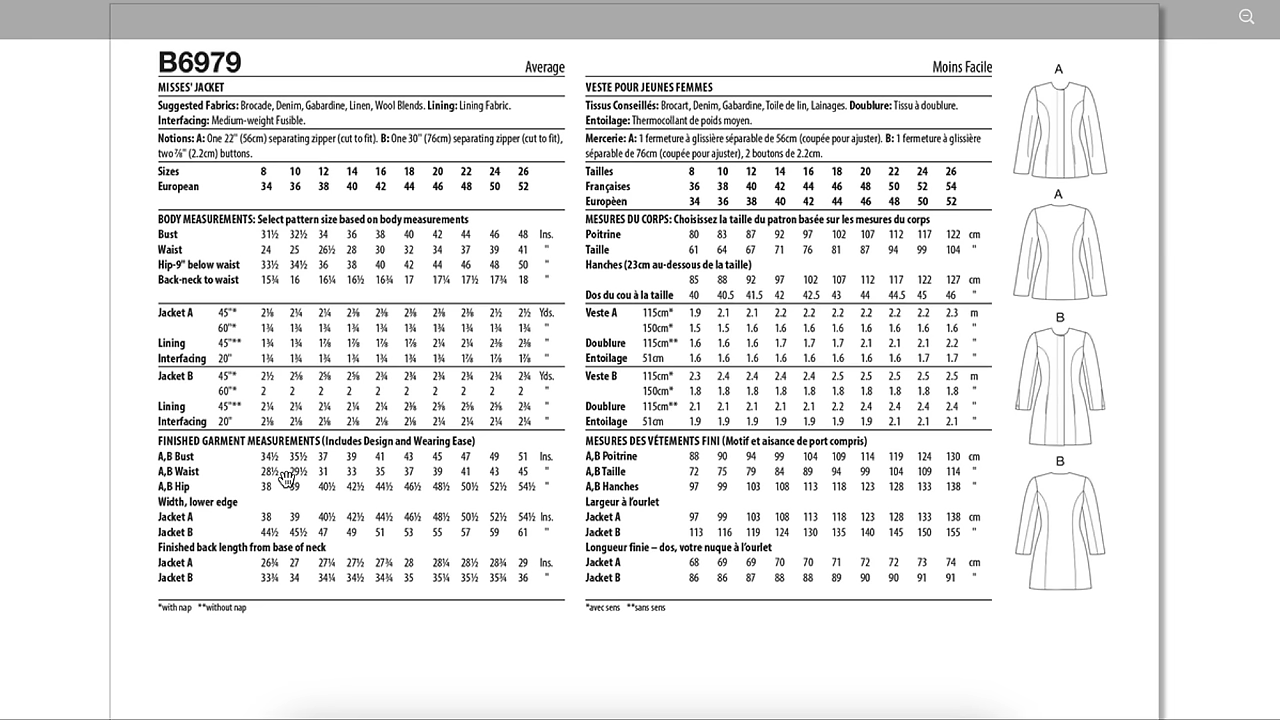 B6979 Average
MISSES' JACKET
Suggested Fabrics: Brocade, Denim, Gabardine, Linen, Wool Blends. Lining: Lining Fabric.
Interfacing: Medium-weight Fusible.
Notions: A: One 22" (56cm) separating zipper (cut to fit). B: One 30" (76cm) separating zipper (cut to fit),
two ⅞" (2.2cm) buttons.
Sizes 8 10 12 14 16 18 20 22 24 26
European 34 36 38 40 42 44 46 48 50 52
BODY MEASUREMENTS: Select pattern size based on body measurements
Bust 31½ 32½ 34 36 38 40 42 44 46 48 Ins.
Waist 24 25 26½ 28 30 32 34 37 39 41 "
Hip-9" below waist 33½ 34½ 36 38 40 42 44 46 48 50 "
Back-neck to waist 15¾ 16 16¼ 16½ 16¾ 17 17¼ 17½ 17¾ 18 "
Jacket A 45"* 2⅛ 2¼ 2¼ 2⅜ 2⅜ 2⅜ 2⅜ 2⅜ 2½ 2½ Yds.
60"* 1¾ 1¾ 1¾ 1¾ 1¾ 1¾ 1¾ 1¾ 1¾ 1¾ "
Lining 45"** 1¾ 1¾ 1⅞ 1⅞ 1⅞ 1⅞ 2¼ 2¼ 2⅜ 2⅜ "
Interfacing 20" 1¾ 1¾ 1¾ 1¾ 1¾ 1¾ 1¾ 1⅞ 1⅞ 1⅞ "
Jacket B 45"* 2½ 2⅝ 2⅝ 2⅝ 2¾ 2¾ 2¾ 2¾ 2¾ 2¾ Yds.
60"* 2 2 2 2 2 2 2 2 2 2 "
Lining 45"** 2¼ 2¼ 2¼ 2¼ 2⅜ 2⅝ 2⅝ 2⅝ 2⅝ 2¾ "
Interfacing 20" 2⅛ 2⅛ 2⅛ 2⅛ 2⅛ 2⅛ 2⅛ 2¼ 2¼ 2¼ "
FINISHED GARMENT MEASUREMENTS (Includes Design and Wearing Ease)
A,B Bust 34½ 35½ 37 39 41 43 45 47 49 51 Ins.
A,B Waist 28½ 29½ 31 33 35 37 39 41 43 45 "
A,B Hip 38 39 40½ 42½ 44½ 46½ 48½ 50½ 52½ 54½ "
Width, lower edge
Jacket A 38 39 40½ 42½ 44½ 46½ 48½ 50½ 52½ 54½ Ins.
Jacket B 44½ 45½ 47 49 51 53 55 57 59 61 "
Finished back length from base of neck
Jacket A 26¾ 27 27¼ 27½ 27¾ 28 28¼ 28½ 28¾ 29 Ins.
Jacket B 33¾ 34 34¼ 34½ 34¾ 35 35¼ 35½ 35¾ 36 "
*with nap **without nap
Moins Facile
VESTE POUR JEUNES FEMMES
Tissus Conseillés: Brocart, Denim, Gabardine, Toile de lin, Lainages. Doublure: Tissu à doublure.
Entoilage: Thermocollant de poids moyen.
Mercerie: A: 1 fermeture à glissière séparable de 56cm (coupée pour ajuster). B: 1 fermeture à glissière
séparable de 76cm (coupée pour ajuster), 2 boutons de 2.2cm.
Tailles 8 10 12 14 16 18 20 22 24 26
Françaises 36 38 40 42 44 46 48 50 52 54
Europèen 34 36 38 40 42 44 46 48 50 52
MESURES DU CORPS: Choisissez la taille du patron basée sur les mesures du corps
Poitrine 80 83 87 92 97 102 107 112 117 122 cm
Taille 61 64 67 71 76 81 87 94 99 104 "
Hanches (23cm au-dessous de la taille)
85 88 92 97 102 107 112 117 122 127 cm
Dos du cou à la taille 40 40.5 41.5 42 42.5 43 44 44.5 45 46 "
Veste A 115cm* 1.9 2.1 2.1 2.2 2.2 2.2 2.2 2.2 2.2 2.3 m
150cm* 1.5 1.5 1.6 1.6 1.6 1.6 1.6 1.6 1.6 1.6 "
Doublure 115cm** 1.6 1.6 1.6 1.7 1.7 1.7 2.1 2.1 2.1 2.2 "
Entoilage 51cm 1.6 1.6 1.6 1.6 1.6 1.6 1.6 1.6 1.7 1.7 "
Veste B 115cm* 2.3 2.4 2.4 2.4 2.4 2.5 2.5 2.5 2.5 2.5 m
150cm* 1.8 1.8 1.8 1.8 1.8 1.8 1.8 1.8 1.8 1.8 "
Doublure 115cm** 2.1 2.1 2.1 2.1 2.2 2.4 2.4 2.4 2.4 2.4 "
Entoilage 51cm 1.9 1.9 1.9 1.9 1.9 1.9 1.9 2.1 2.1 2.1 "
MESURES DES VÉTEMENTS FINI (Motif et aisance de port compris)
A,B Poitrine 88 90 94 99 104 109 114 119 124 130 cm
A,B Taille 72 75 79 84 89 94 99 104 109 114 "
A,B Hanches 97 99 103 108 113 118 123 128 133 138 "
Largeur à l'ourlet
Jacket A 97 99 103 108 113 118 123 128 133 138 cm
Jacket B 113 116 119 124 130 135 140 145 150 155 "
Longueur finie – dos, votre nuque à l'ourlet
Jacket A 68 69 69 70 70 71 72 72 73 74 cm
Jacket B 86 86 87 88 88 89 90 90 91 91 "
*avec sens **sans sens
A
A
B
B